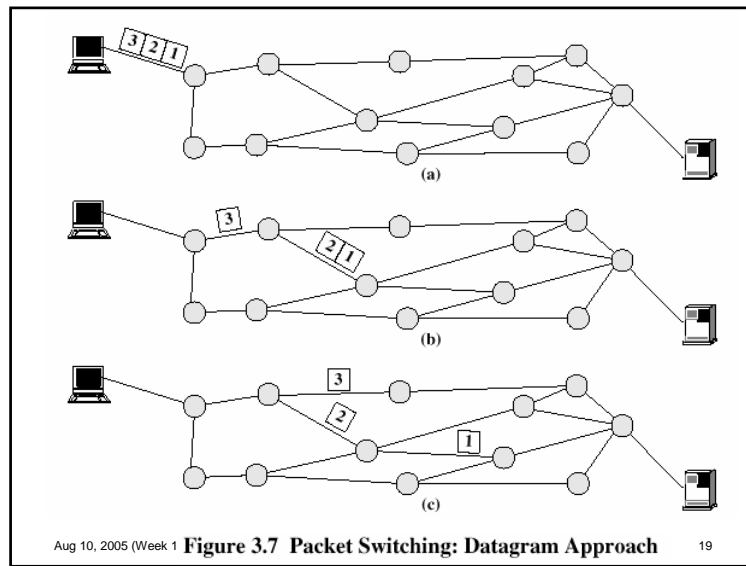 3 2 1
(a)
3
2 1
(b)
3
2
1
(c)
Aug 10, 2005 (Week 1 Figure 3.7 Packet Switching: Datagram Approach 19